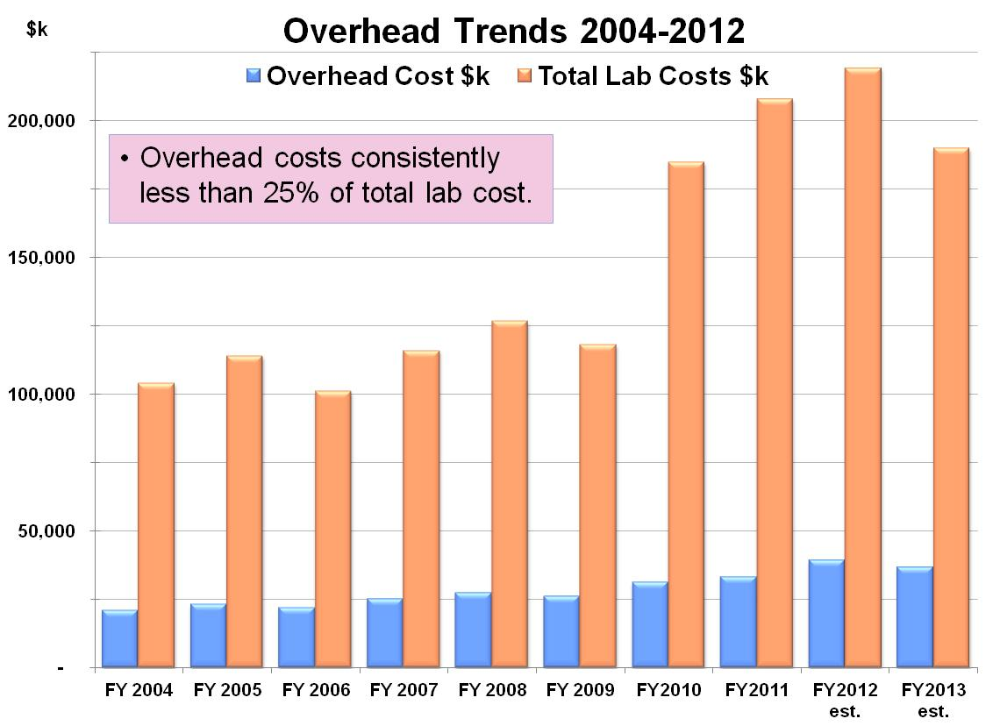 $k
Overhead Trends 2004-2012
Overhead Cost $k
Total Lab Costs $k
• Overhead costs consistently
less than 25% of total lab cost.
200,000
150,000
100,000
50,000
-
FY 2004
FY 2005
FY 2006
FY 2007
FY 2008
FY 2009
FY2010
FY2011
FY2012
est.
FY2013
est.